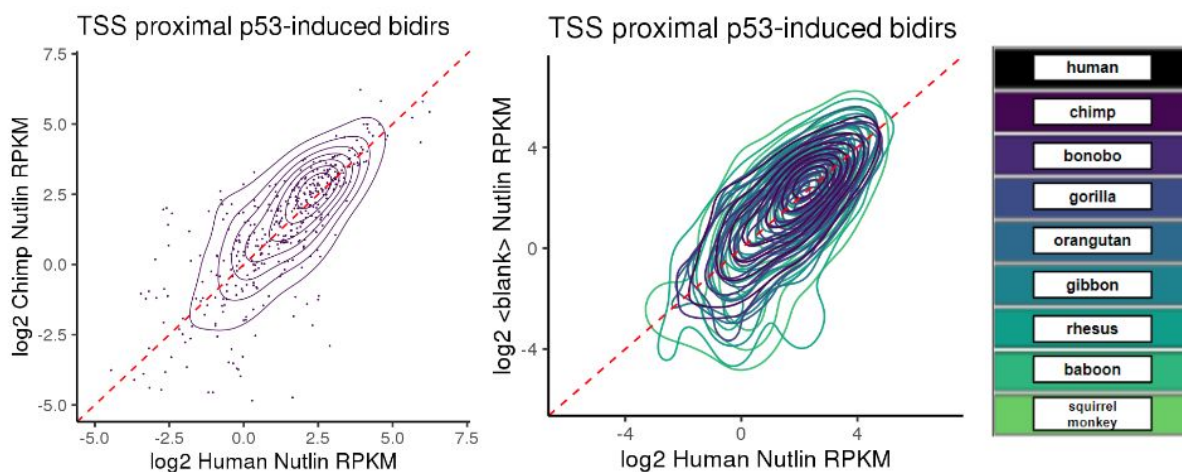 TSS proximal p53-induced bidirs
log2 Chimp Nutlin RPKM
7.5
5.0
2.5
0.0
-2.5
-5.0
-5.0 -2.5 0.0 2.5 5.0 7.5
log2 Human Nutlin RPKM
TSS proximal p53-induced bidirs
log2 <blank> Nutlin RPKM
4
0
-4
-4 0 4
log2 Human Nutlin RPKM
human
chimp
bonobo
gorilla
orangutan
gibbon
rhesus
baboon
squirrel
monkey